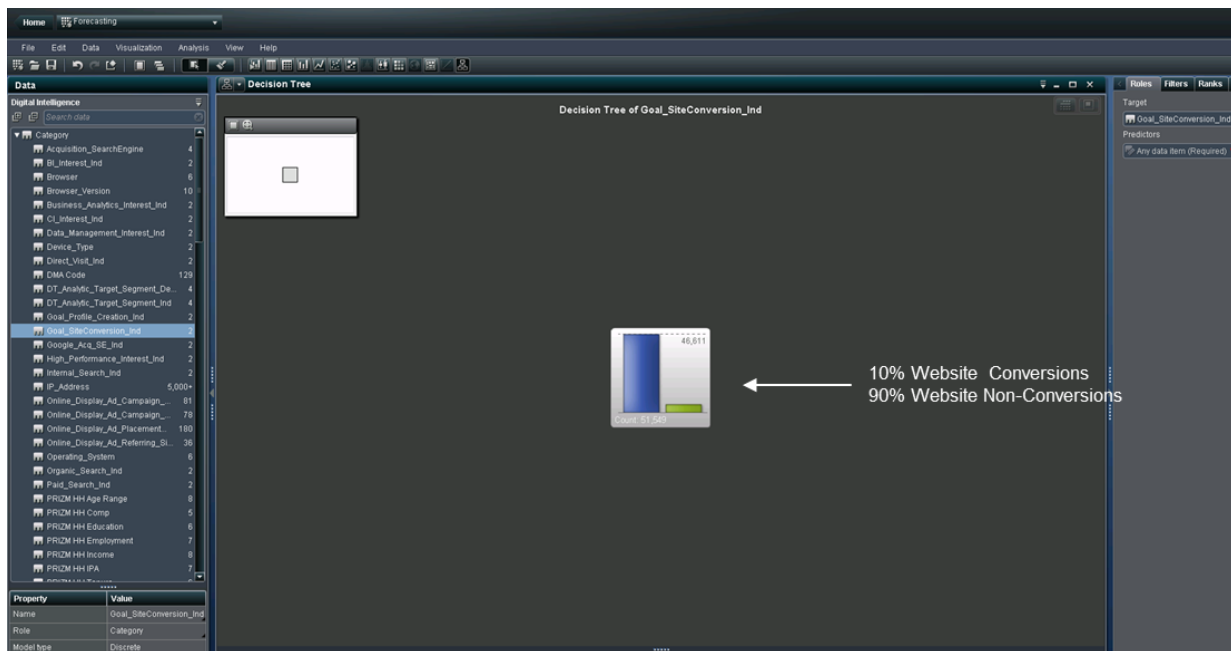 Home Forecasting
File Edit Data Visualization Analysis View Help
Data
Digital Intelligence
Search data
Category
Acquisition_SearchEngine 4
BI_Interest_Ind 2
Browser 6
Browser_Version 10
Business_Analytics_Interest_Ind 2
CI_Interest_Ind 2
Data_Management_Interest_Ind 2
Device_Type 2
Direct_Visit_Ind 2
DMA Code 129
DT_Analytic_Target_Segment_De... 4
DT_Analytic_Target_Segment_Ind 4
Goal_Profile_Creation_Ind 2
Goal_SiteConversion_Ind 2
Google_Acq_SE_Ind 2
High_Performance_Interest_Ind 2
Internal_Search_Ind 2
IP_Address 5,000+
Online_Display_Ad_Campaign_... 81
Online_Display_Ad_Campaign_... 78
Online_Display_Ad_Placement... 180
Online_Display_Ad_Referring_Si... 36
Operating_System 6
Organic_Search_Ind 2
Paid_Search_Ind 2
PRIZM HH Age Range 8
PRIZM HH Comp 5
PRIZM HH Education 6
PRIZM HH Employment 7
PRIZM HH Income 8
PRIZM HH IPA 7
Property Value
Name Goal_SiteConversion_Ind
Role Category
Model type Discrete
Decision Tree
Decision Tree of Goal_SiteConversion_Ind
46,611
Count: 51,549
10% Website Conversions
90% Website Non-Conversions
Roles Filters Ranks
Target
Goal_SiteConversion_Ind
Predictors
Any data item (Required)